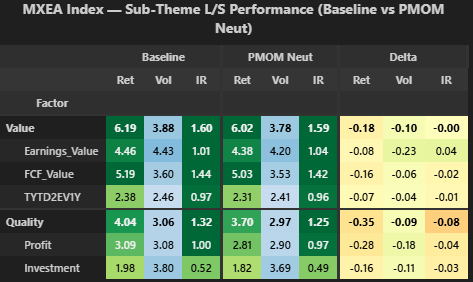 MXEA Index — Sub-Theme L/S Performance (Baseline vs PMOM
Neut)
Baseline PMOM Neut Delta
Ret Vol IR Ret Vol IR Ret Vol IR
Factor
Value 6.19 3.88 1.60 6.02 3.78 1.59 -0.18 -0.10 -0.00
Earnings_Value 4.46 4.43 1.01 4.38 4.20 1.04 -0.08 -0.23 0.04
FCF_Value 5.19 3.60 1.44 5.03 3.53 1.42 -0.16 -0.06 -0.02
TYTD2EV1Y 2.38 2.46 0.97 2.31 2.41 0.96 -0.07 -0.04 -0.01
Quality 4.04 3.06 1.32 3.70 2.97 1.25 -0.35 -0.09 -0.08
Profit 3.09 3.08 1.00 2.81 2.90 0.97 -0.28 -0.18 -0.04
Investment 1.98 3.80 0.52 1.82 3.69 0.49 -0.16 -0.11 -0.03